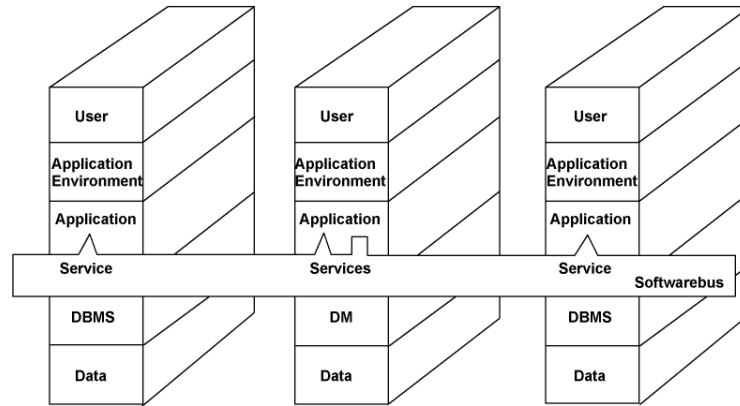 User
User
User
Application
Environment
Application
Environment
Application
Environment
Application
Application
Application
Service
Services
Service
Softwarebus
DBMS
DM
DBMS
Data
Data
Data